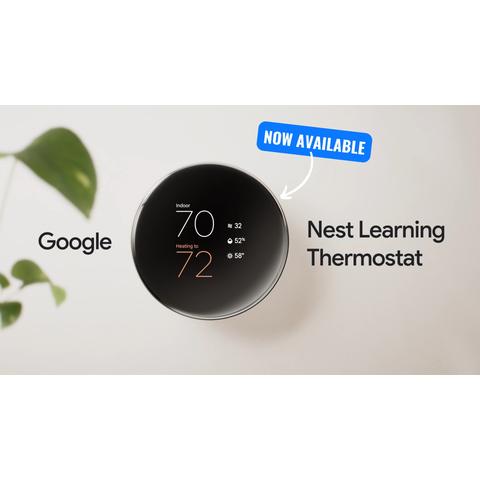 NOW AVAILABLE
Google
Indoor
70
Heating to
72
32
52%
58°
Nest Learning
Thermostat